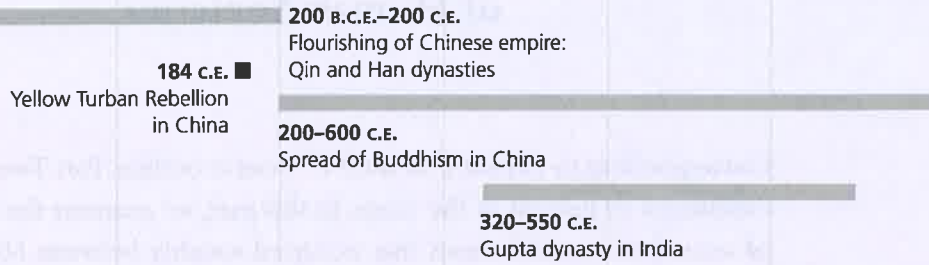 200 B.C.E.–200 C.E.
Flourishing of Chinese empire:
Qin and Han dynasties
184 C.E.
Yellow Turban Rebellion
in China
200–600 C.E.
Spread of Buddhism in China
320–550 C.E.
Gupta dynasty in India